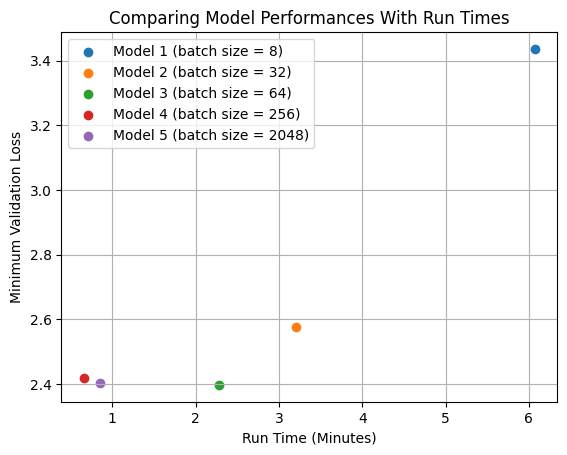 Comparing Model Performances With Run Times
Model 1 (batch size = 8)
Model 2 (batch size = 32)
Model 3 (batch size = 64)
Model 4 (batch size = 256)
Model 5 (batch size = 2048)
Minimum Validation Loss
3.4
3.2
3.0
2.8
2.6
2.4
1 2 3 4 5 6
Run Time (Minutes)